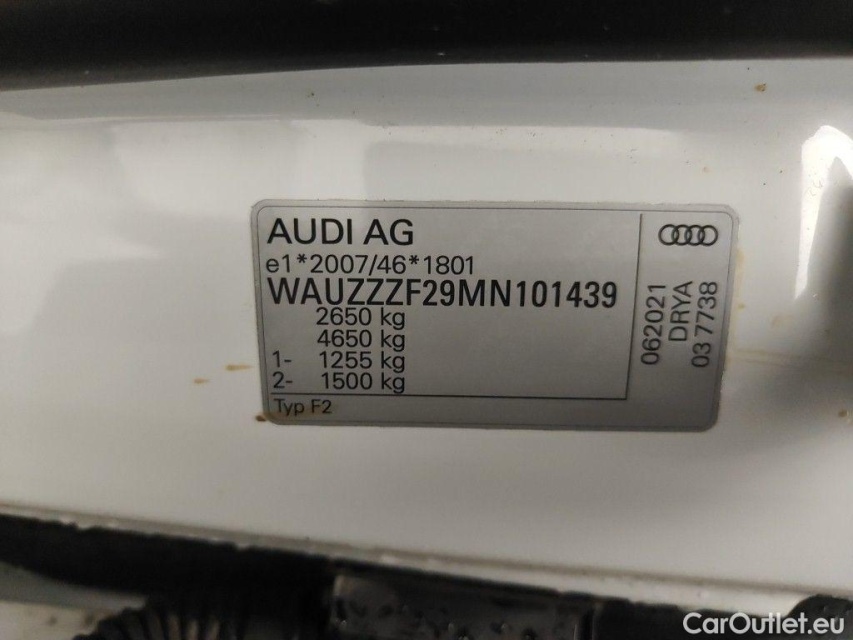 AUDI AG
e1*2007/46*1801
WAUZZZF29MN101439
2650 kg
4650 kg
1- 1255 kg
2- 1500 kg
Typ F2
062021
DRYA
03 7738
CarOutlet.eu